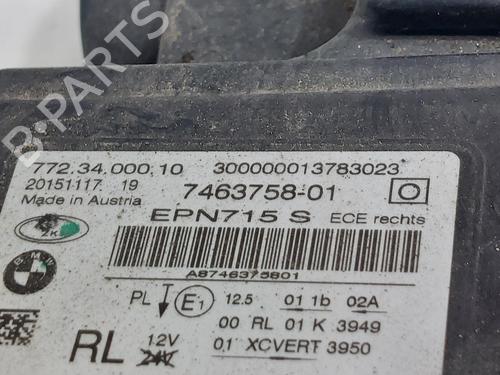 B-PARTS
772.34.000.10 300000013783023
20151117 19 7463758-01
Made in Austria
EPN715 S ECE rechts
BMW
A8746375801
PL E1 12.5 01 1b 02A
00 RL 01 K 3949
RL 12V 24V 01 XCVERT 3950